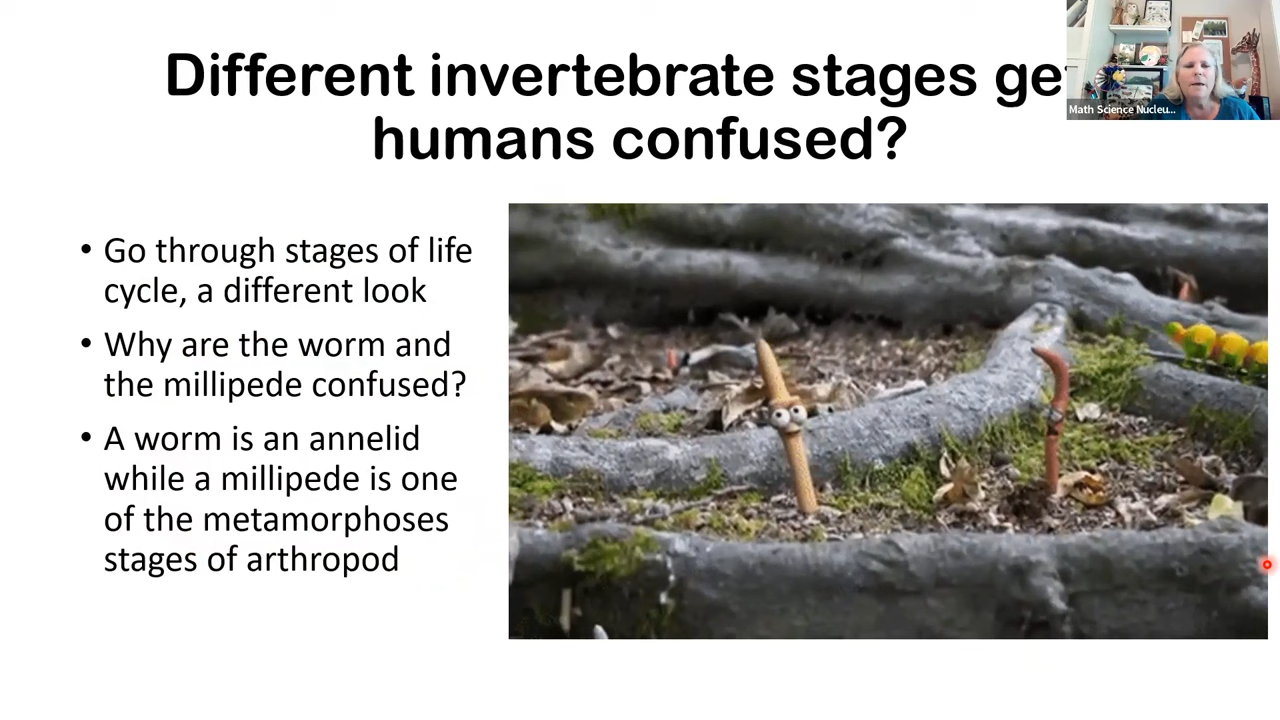 Different invertebrate stages get
humans confused?
Math Science Nucleu...
• Go through stages of life
cycle, a different look
• Why are the worm and
the millipede confused?
• A worm is an annelid
while a millipede is one
of the metamorphoses
stages of arthropod